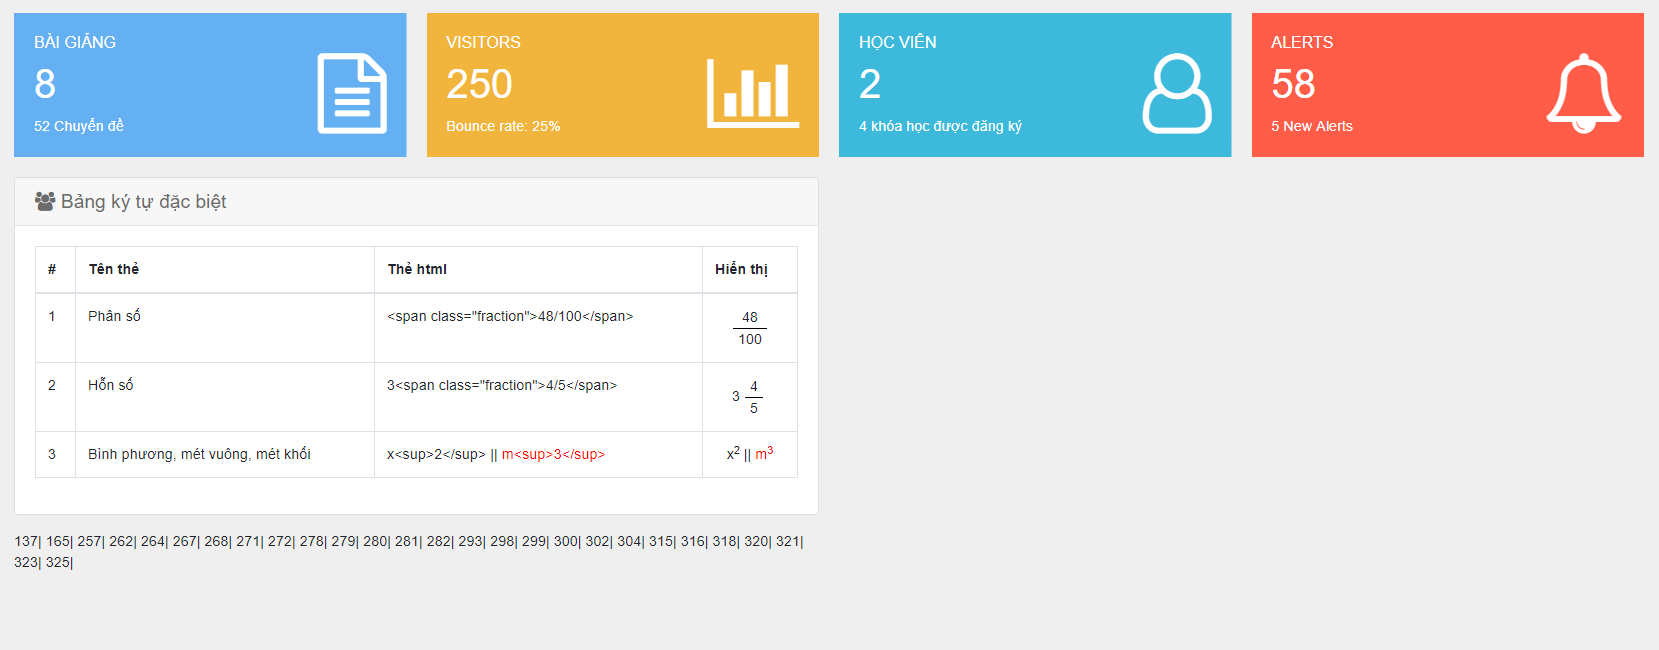 BÀI GIẢNG
8
52 Chuyển đề
VISITORS
250
Bounce rate: 25%
HỌC VIÊN
2
4 khóa học được đăng ký
ALERTS
58
5 New Alerts
Bảng ký tự đặc biệt
# Tên thẻ Thẻ html Hiển thị
1 Phân số <span class="fraction">48/100</span> 48/100
2 Hỗn số 3<span class="fraction">4/5</span> 3 4/5
3 Bình phương, mét vuông, mét khối x<sup>2</sup> || m<sup>3</sup> x² || m³
137| 165| 257| 262| 264| 267| 268| 271| 272| 278| 279| 280| 281| 282| 293| 298| 299| 300| 302| 304| 315| 316| 318| 320| 321|
323| 325|